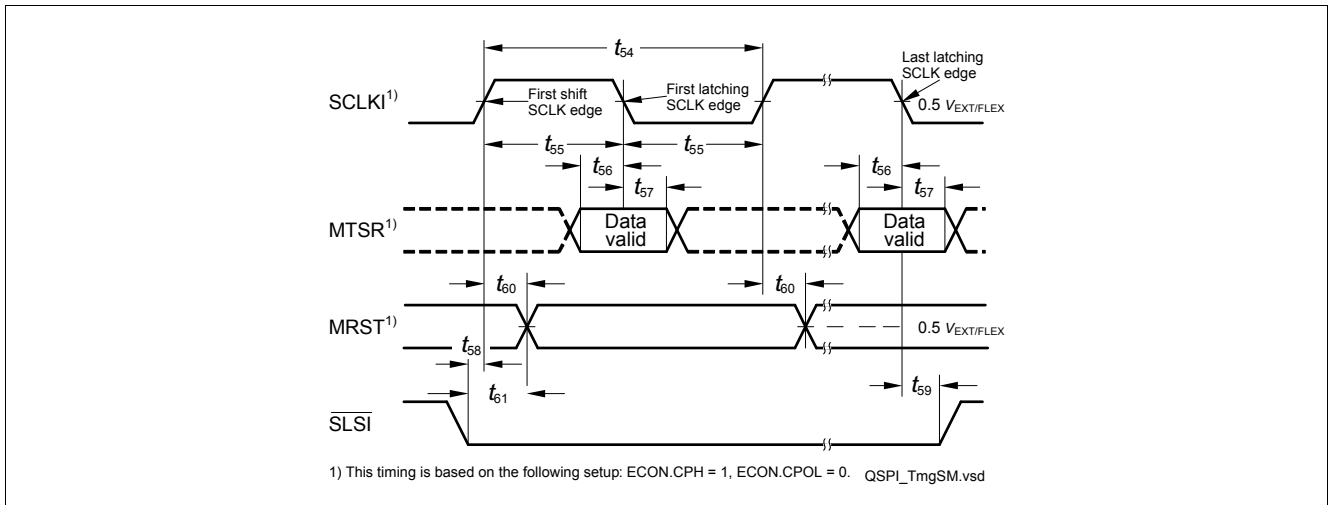 t54
Last latching
SCLK edge
SCLKI1)
First shift
SCLK edge
First latching
SCLK edge
0.5 VEXT/FLEX
t55
t55
t56
t56
t57
t57
MTSR1)
Data
valid
Data
valid
t60
t60
MRST1)
0.5 VEXT/FLEX
t58
t61
t59
SLSI
1) This timing is based on the following setup: ECON.CPH = 1, ECON.CPOL = 0. QSPI_TmgSM.vsd